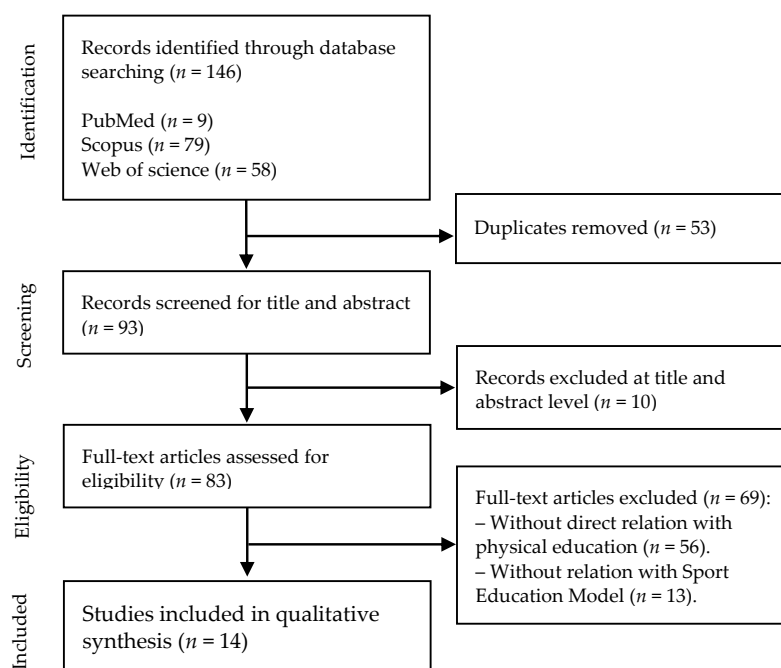 Identification
Records identified through database
searching (n = 146)
PubMed (n = 9)
Scopus (n = 79)
Web of science (n = 58)
Duplicates removed (n = 53)
Screening
Records screened for title and abstract
(n = 93)
Records excluded at title and
abstract level (n = 10)
Eligibility
Full-text articles assessed for
eligibility (n = 83)
Full-text articles excluded (n = 69):
– Without direct relation with
physical education (n = 56).
– Without relation with Sport
Education Model (n = 13).
Included
Studies included in qualitative
synthesis (n = 14)